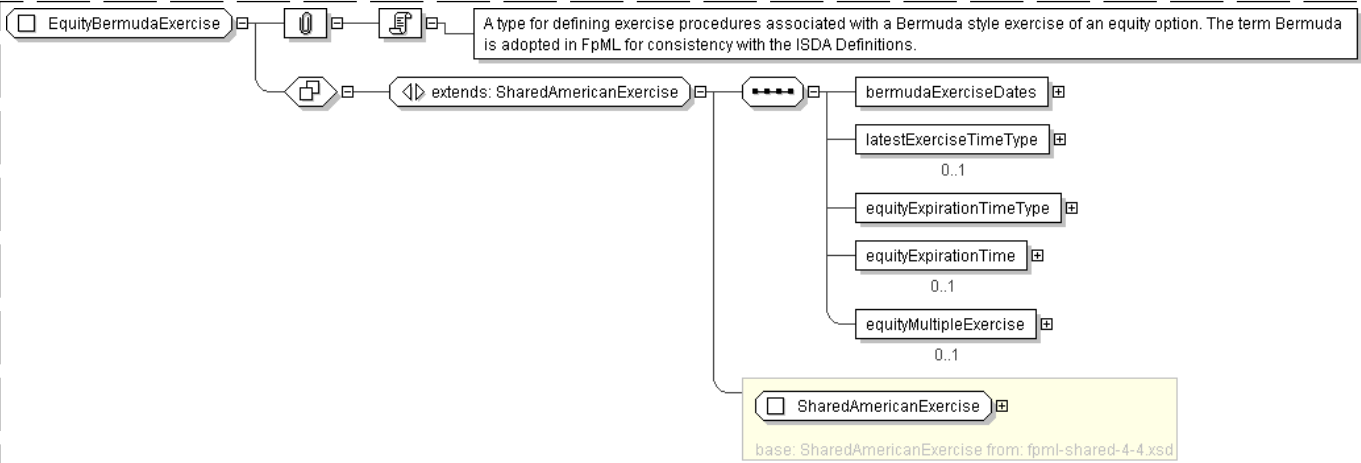 EquityBermudaExercise
A type for defining exercise procedures associated with a Bermuda style exercise of an equity option. The term Bermuda
is adopted in FpML for consistency with the ISDA Definitions.
extends: SharedAmericanExercise
bermudaExerciseDates
latestExerciseTimeType
0..1
equityExpirationTimeType
equityExpirationTime
0..1
equityMultipleExercise
0..1
SharedAmericanExercise
base: SharedAmericanExercise from: fpml-shared-4-4.xsd